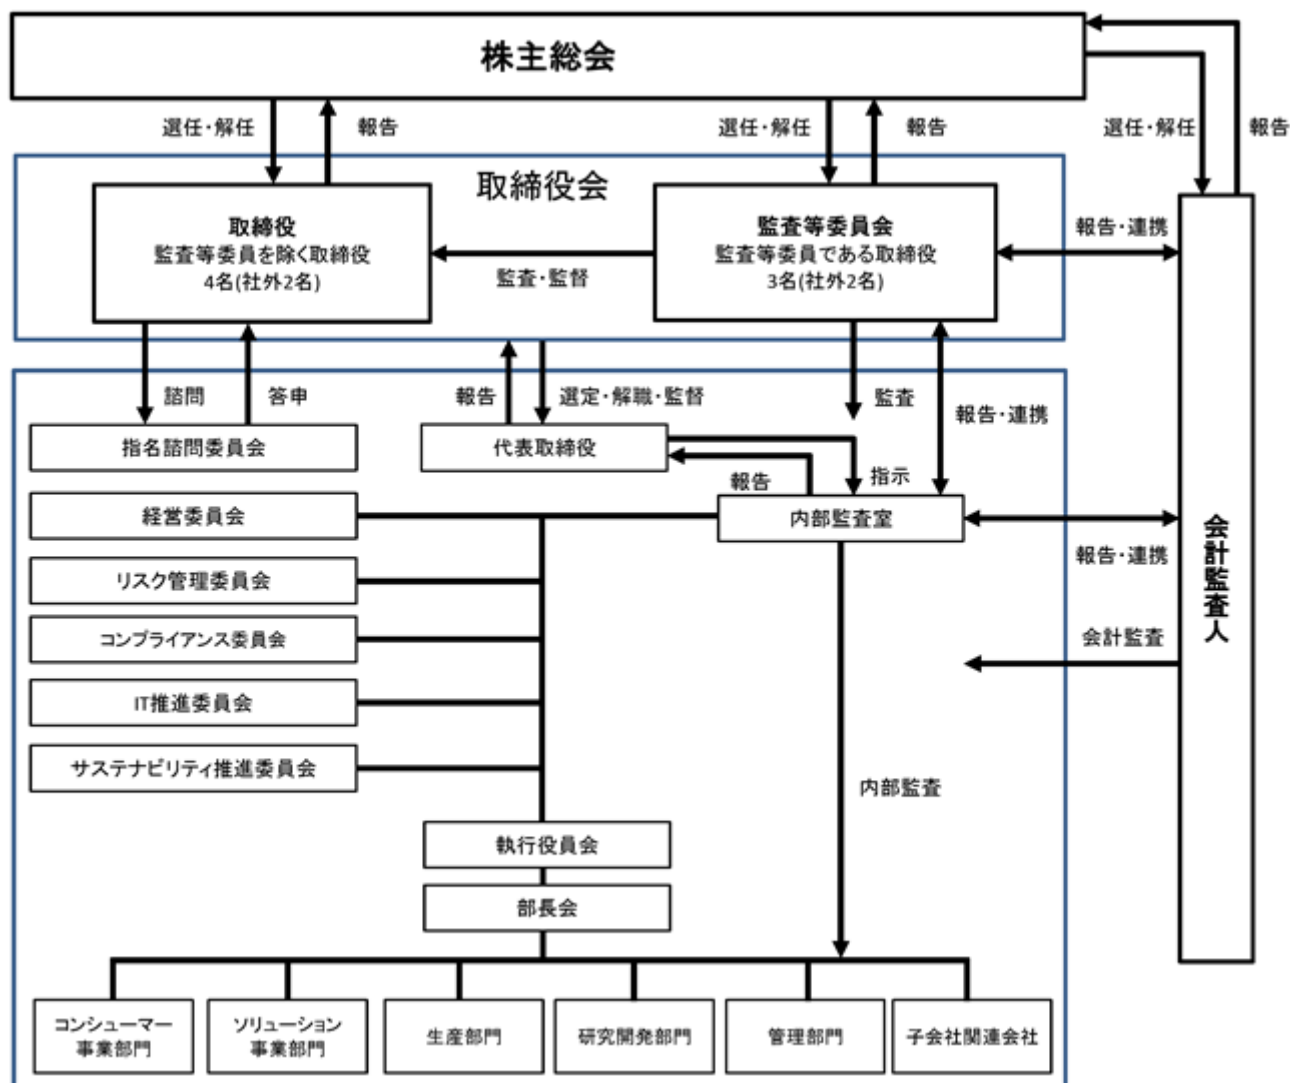 株主総会
選任・解任
報告
選任・解任
報告
選任・解任
報告
取締役会
取締役
監査等委員を除く取締役
4名(社外2名)
監査・監督
監査等委員会
監査等委員である取締役
3名(社外2名)
報告・連携
諮問
答申
報告
選定・解職・監督
監査
報告・連携
指名諮問委員会
代表取締役
報告
指示
経営委員会
内部監査室
報告・連携
会計監査人
リスク管理委員会
コンプライアンス委員会
会計監査
IT推進委員会
サステナビリティ推進委員会
内部監査
執行役員会
部長会
コンシューマー
事業部門
ソリューション
事業部門
生産部門
研究開発部門
管理部門
子会社関連会社